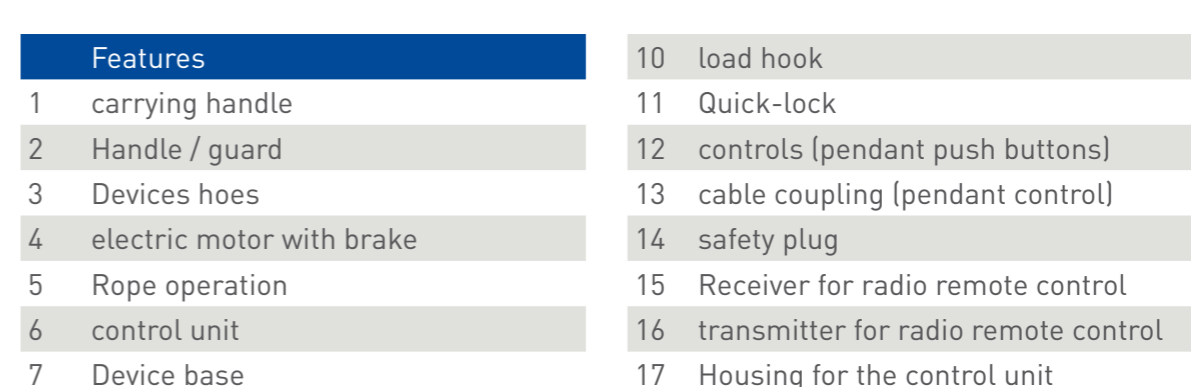 Features
1 carrying handle
2 Handle / guard
3 Devices hoes
4 electric motor with brake
5 Rope operation
6 control unit
7 Device base
10 load hook
11 Quick-lock
12 controls (pendant push buttons)
13 cable coupling (pendant control)
14 safety plug
15 Receiver for radio remote control
16 transmitter for radio remote control
17 Housing for the control unit